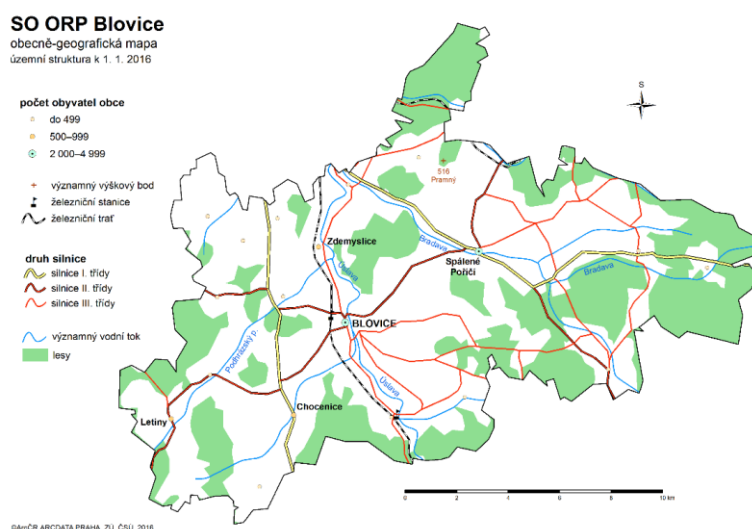 SO ORP Blovice
obecně-geografická mapa
územní struktura k 1. 1. 2016
počet obyvatel obce
do 499
500–999
2 000–4 999
významný výškový bod
železniční stanice
železniční trať
druh silnice
silnice I. třídy
silnice II. třídy
silnice III. třídy
významný vodní tok
lesy
S
516
Pramný
Bradava
Zdemyslice
Spálené
Poříčí
Úslava
Bradava
BLOVICE
Podhrázský p.
Úslava
Chocenice
Letiny
0 2 4 6 8 10 km
©ArcČR ARCDATA PRAHA, ZÚ, ČSÚ, 2016